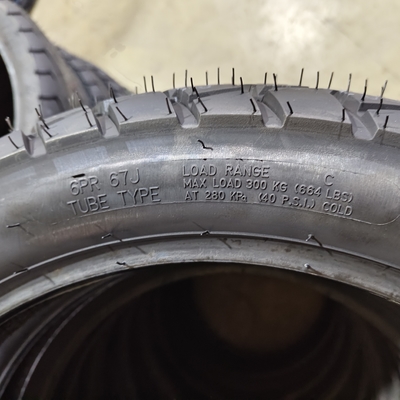 6PR 67J
TUBE TYPE
LOAD RANGE C
MAX LOAD 300 KG (664 LBS)
AT 280 KPa (40 P.S.I.) COLD